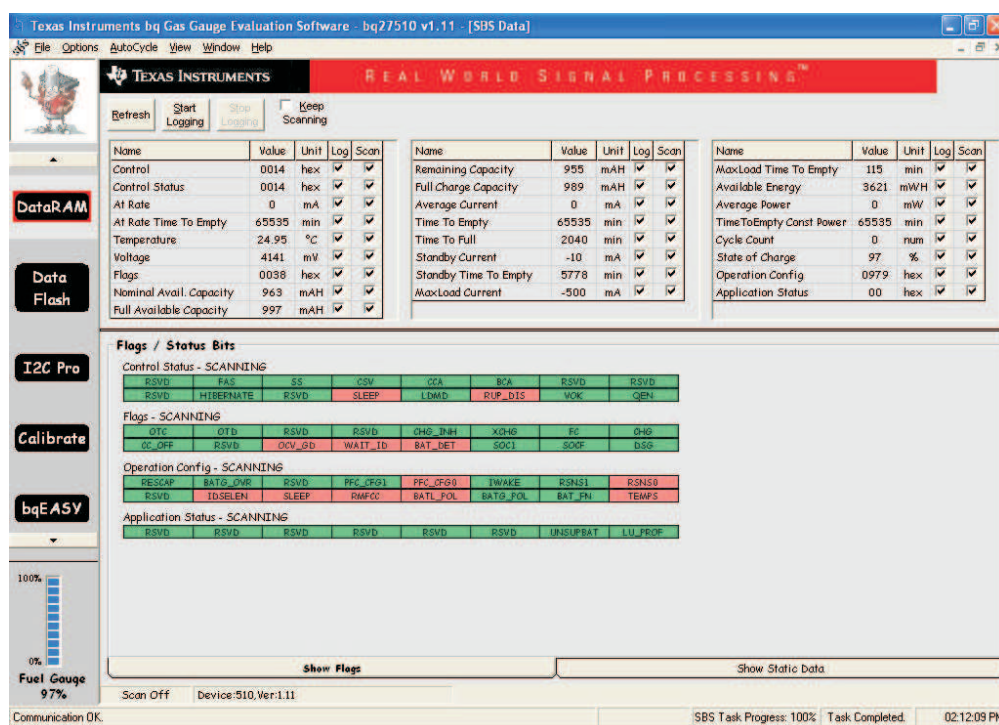 Texas Instruments bq Gas Gauge Evaluation Software - bq27510 v1.11 - [SBS Data]
File Options AutoCycle View Window Help
TEXAS INSTRUMENTS REAL WORLD SIGNAL PROCESSING™
Refresh Start Logging Stop Logging Keep Scanning
Name Value Unit Log Scan Name Value Unit Log Scan Name Value Unit Log Scan
Control 0014 hex Remaining Capacity 955 mAH MaxLoad Time To Empty 115 min
Control Status 0014 hex Full Charge Capacity 989 mAH Available Energy 3621 mWH
At Rate 0 mA Average Current 0 mA Average Power 0 mW
At Rate Time To Empty 65535 min Time To Empty 65535 min TimeToEmpty Const Power 65535 min
Temperature 24.95 °C Time To Full 2040 min Cycle Count 0 num
Voltage 4141 mV Standby Current -10 mA State of Charge 97 %
Flags 0038 hex Standby Time To Empty 5778 min Operation Config 0979 hex
Nominal Avail. Capacity 963 mAH MaxLoad Current -500 mA Application Status 00 hex
Full Available Capacity 997 mAH
DataRAM
Data Flash
I2C Pro
Calibrate
bqEASY
100%
0%
Fuel Gauge
97%
Flags / Status Bits
Control Status - SCANNING
RSVD FAS SS CSV CCA BCA RSVD RSVD
RSVD HIBERNATE RSVD SLEEP LDMD RUP_DIS VOK QEN
Flags - SCANNING
OTC OTD RSVD RSVD CHG_INH XCHG FC CHG
CC_OFF RSVD OCV_GD WAIT_ID BAT_DET SOC1 SOCF DSG
Operation Config - SCANNING
RESCAP BATG_OVR RSVD PFC_CFG1 PFC_CFG0 IWAKE RSNS1 RSNS0
RSVD IDSELEN SLEEP RMFCC BATL_POL BATG_POL BAT_FN TEMPS
Application Status - SCANNING
RSVD RSVD RSVD RSVD RSVD RSVD UNSUPBAT LU_PROF
Show Flags Show Static Data
Scan Off Device:510,Ver:1.11
Communication OK. SBS Task Progress: 100% Task Completed. 02:12:09 PM